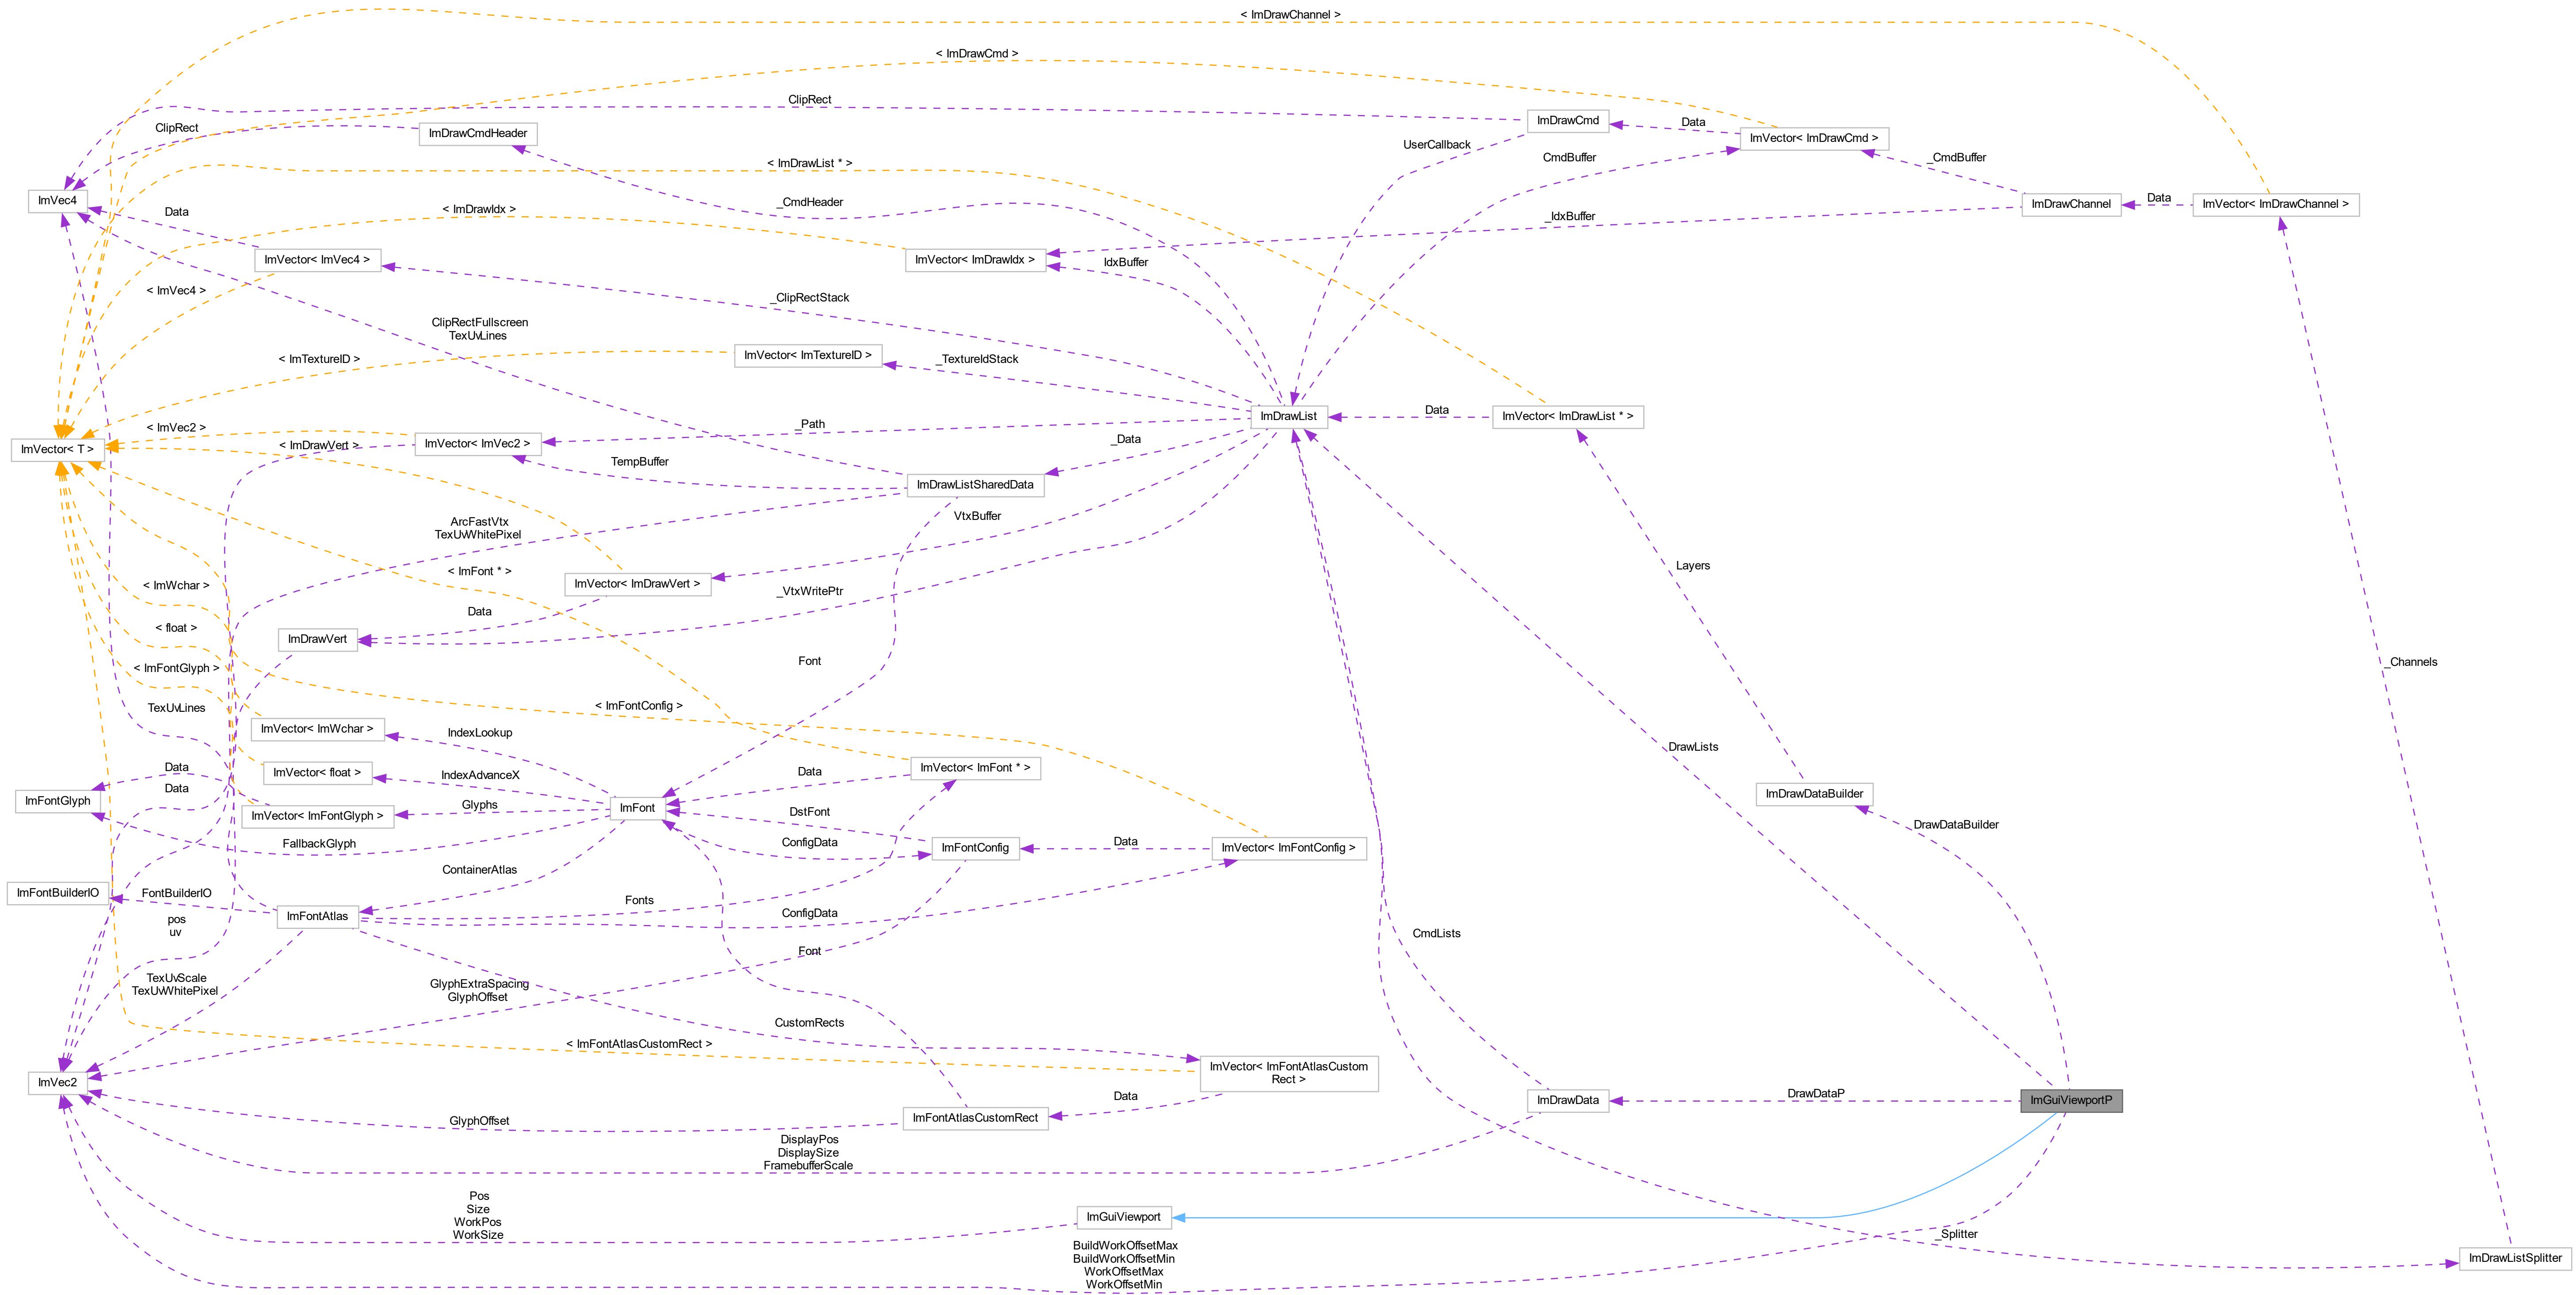 < ImDrawChannel >
< ImDrawCmd >
ClipRect
ImDrawCmd
Data
ImVector< ImDrawCmd >
ClipRect
ImDrawCmdHeader
UserCallback
CmdBuffer
_CmdBuffer
< ImDrawList * >
ImVec4
Data
_CmdHeader
< ImDrawIdx >
_IdxBuffer
ImDrawChannel
Data
ImVector< ImDrawChannel >
ImVector< ImVec4 >
ImVector< ImDrawIdx >
IdxBuffer
< ImVec4 >
_ClipRectStack
ClipRectFullscreen
TexUvLines
< ImTextureID >
ImVector< ImTextureID >
_TextureIdStack
ImDrawList
Data
ImVector< ImDrawList * >
< ImVec2 >
_Path
ImVector< T >
< ImDrawVert >
ImVector< ImVec2 >
_Data
TempBuffer
ImDrawListSharedData
ArcFastVtx
TexUvWhitePixel
VtxBuffer
< ImWchar >
< ImFont * >
ImVector< ImDrawVert >
Layers
_VtxWritePtr
< float >
Data
ImDrawVert
< ImFontGlyph >
Font
_Channels
TexUvLines
< ImFontConfig >
ImVector< ImWchar >
IndexLookup
DrawLists
Data
ImVector< float >
IndexAdvanceX
Data
ImVector< ImFont * >
Data
ImFontGlyph
ImVector< ImFontGlyph >
Glyphs
ImFont
DstFont
ImDrawDataBuilder
DrawDataBuilder
FallbackGlyph
ConfigData
ImFontConfig
Data
ImVector< ImFontConfig >
ContainerAtlas
ImFontBuilderIO
FontBuilderIO
ImFontAtlas
Fonts
ConfigData
pos
uv
CmdLists
Font
TexUvScale
TexUvWhitePixel
GlyphExtraSpacing
GlyphOffset
CustomRects
< ImFontAtlasCustomRect >
ImVec2
ImVector< ImFontAtlasCustom
Rect >
Data
DrawDataP
ImDrawData
ImGuiViewportP
GlyphOffset
ImFontAtlasCustomRect
DisplayPos
DisplaySize
FramebufferScale
Pos
Size
WorkPos
WorkSize
ImGuiViewport
_Splitter
BuildWorkOffsetMax
BuildWorkOffsetMin
WorkOffsetMax
WorkOffsetMin
ImDrawListSplitter